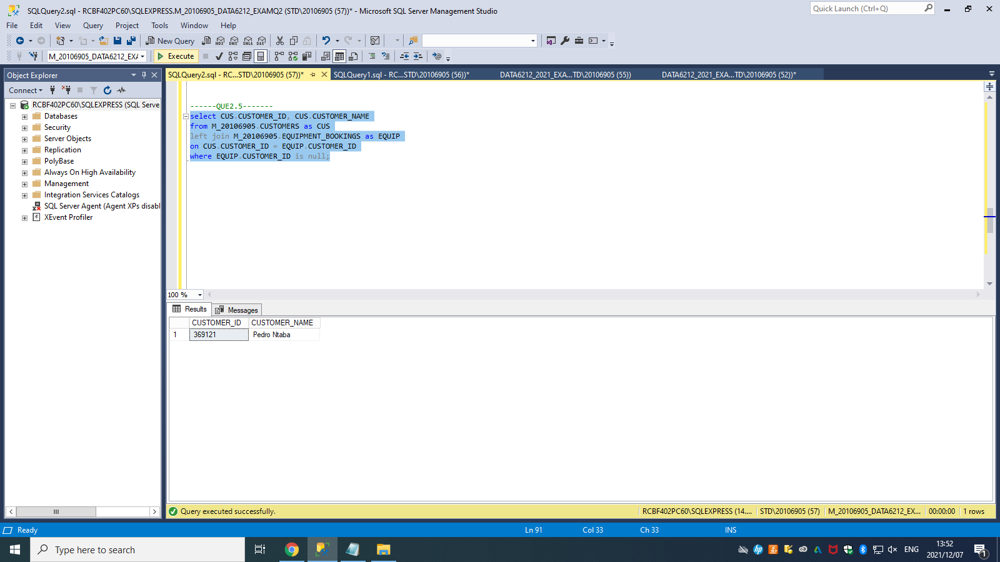 SQLQuery2.sql - RCBF402PC60\SQLEXPRESS.M_20106905_DATA6212_EXAMQ2 (STD\20106905 (57))* - Microsoft SQL Server Management Studio
Quick Launch (Ctrl+Q)
File Edit View Query Project Tools Window Help
New Query MDX DMX XMLA DAX
M_20106905_DATA6212_EXA Execute
Object Explorer
SQLQuery2.sql - RC...STD\20106905 (57))* SQLQuery1.sql - RC...STD\20106905 (56))* DATA6212_2021_EXA...TD\20106905 (55)) DATA6212_2021_EXA...TD\20106905 (52))*
Connect
RCBF402PC60\SQLEXPRESS (SQL Serve
Databases
Security
Server Objects
Replication
PolyBase
Always On High Availability
Management
Integration Services Catalogs
SQL Server Agent (Agent XPs disabl
XEvent Profiler
------QUE2.5-------
select CUS.CUSTOMER_ID, CUS.CUSTOMER_NAME
from M_20106905.CUSTOMERS as CUS
left join M_20106905.EQUIPMENT_BOOKINGS as EQUIP
on CUS.CUSTOMER_ID = EQUIP.CUSTOMER_ID
where EQUIP.CUSTOMER_ID is null;
100 %
Results Messages
CUSTOMER_ID CUSTOMER_NAME
1 369121 Pedro Ntaba
Query executed successfully.
RCBF402PC60\SQLEXPRESS (14.... STD\20106905 (57) M_20106905_DATA6212_EX... 00:00:00 1 rows
Ready Ln 91 Col 33 Ch 33 INS
Type here to search
ENG
13:52
2021/12/07
1